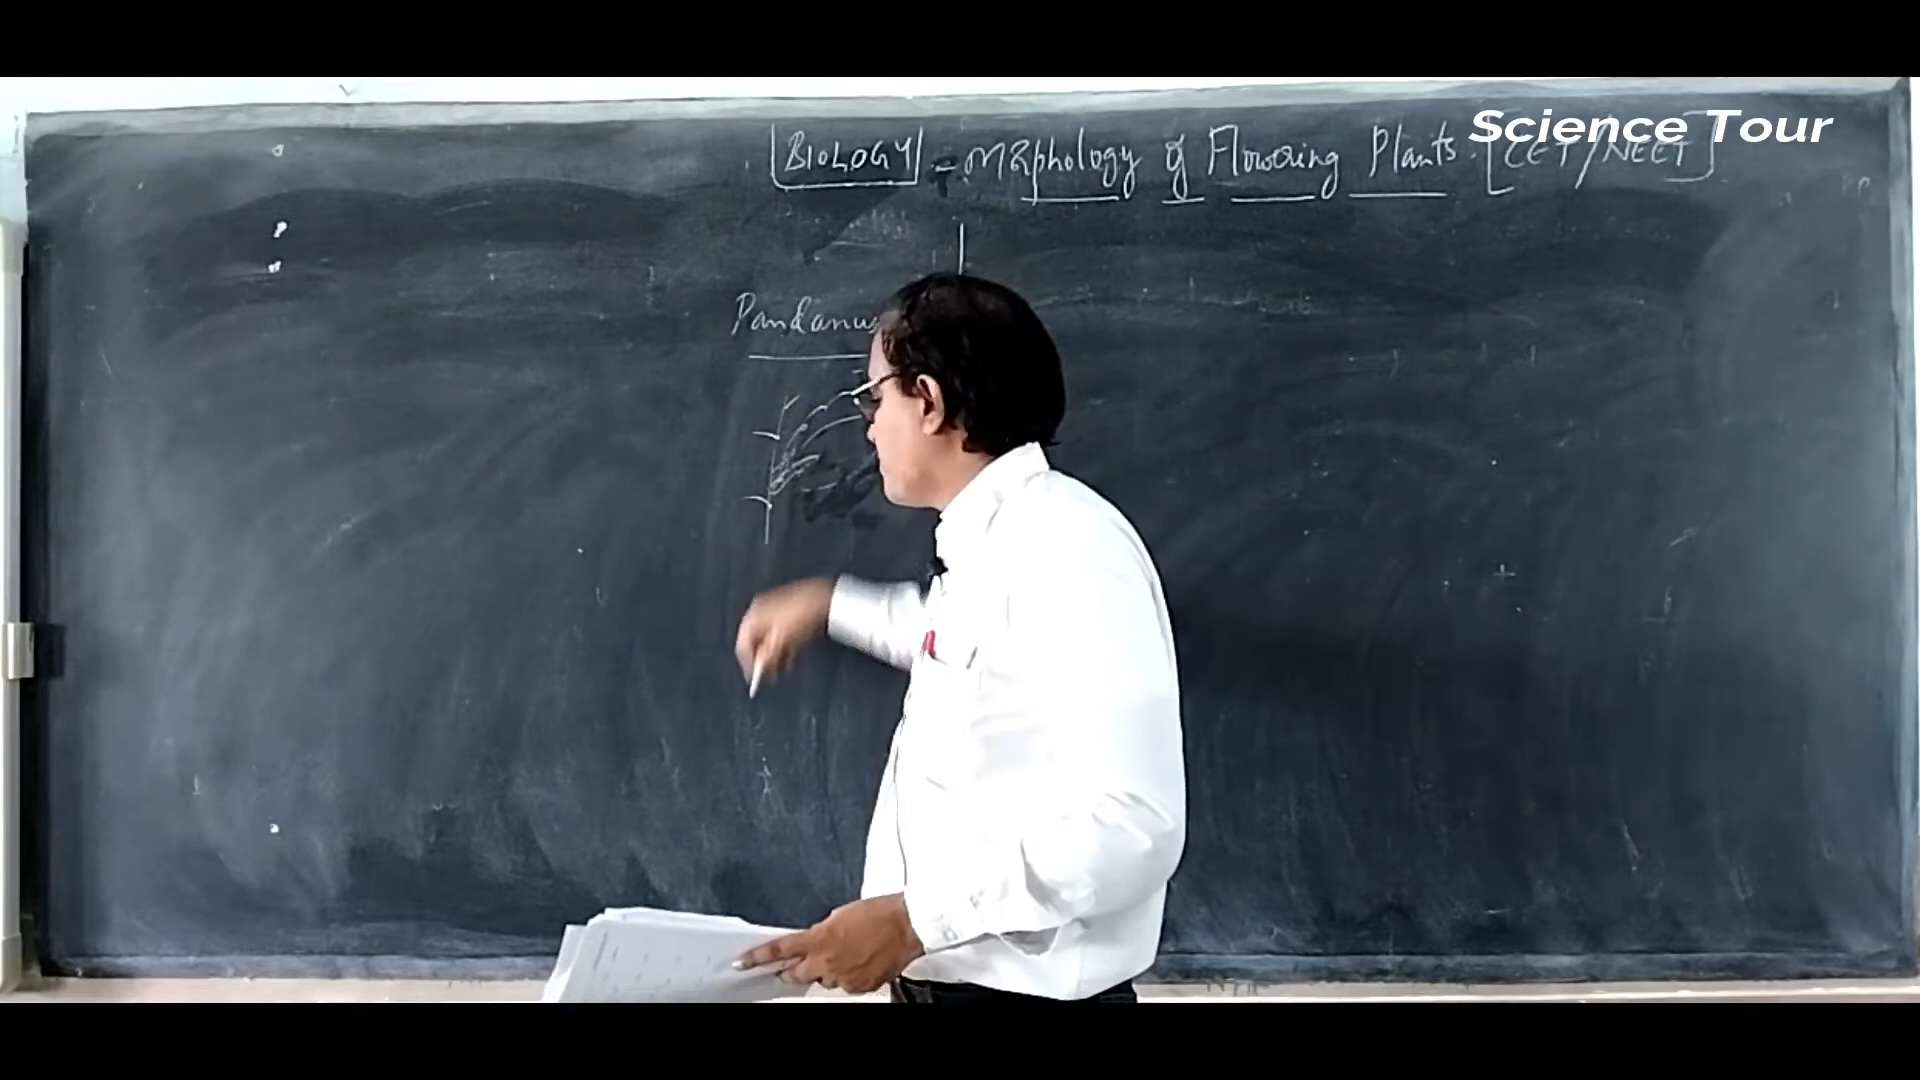 Science Tour
BIOLOGY - Morphology of Flowering Plants. [CET/NEET]
Pandanus